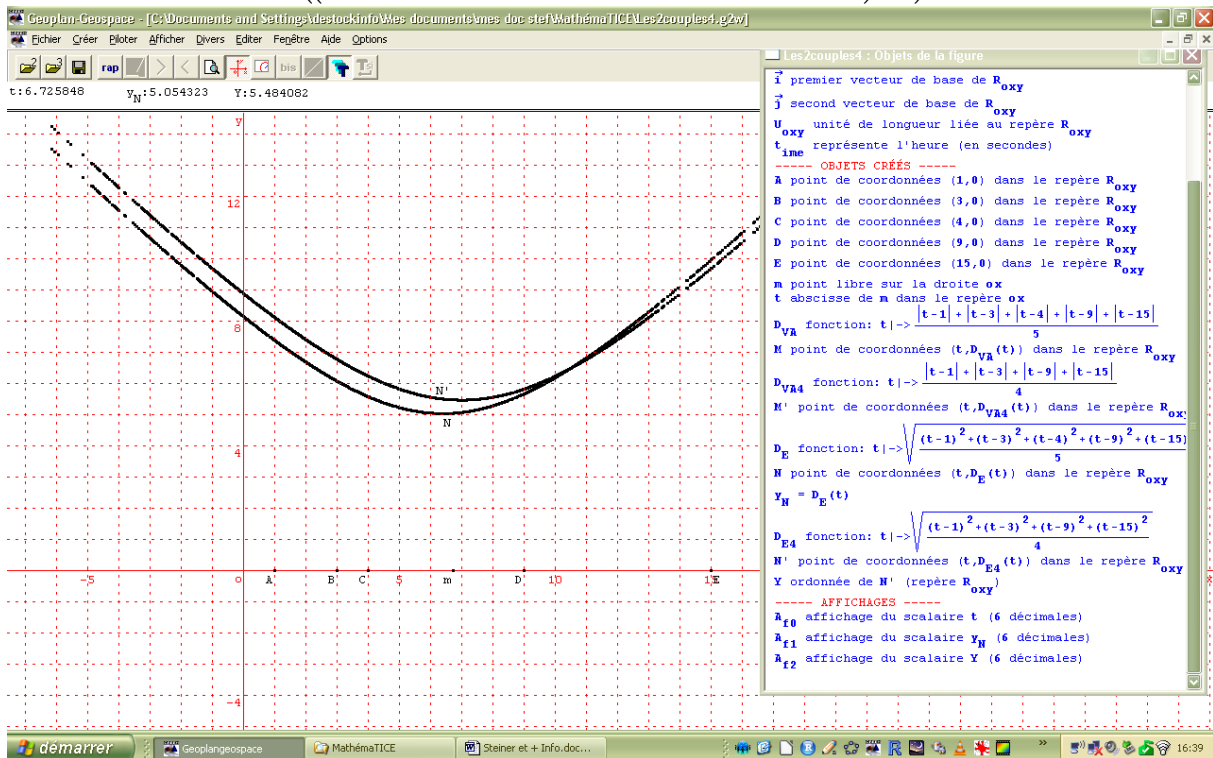 Geoplan-Geospace - [C:\Documents and Settings\destockinfo\Mes documents\mes doc stef\MathémaTICE\Les2couples4.g2w]
Fichier Créer Piloter Afficher Divers Editer Fenêtre Aide Options
rap bis
t:6.725848 yN:5.054323 Y:5.484082
y
12
8
4
-4
-5 0 A B C 5 m D 10 15 E
N'
N
Les2couples4 : Objets de la figure
i premier vecteur de base de Roxy
j second vecteur de base de Roxy
Uoxy unité de longueur liée au repère Roxy
time représente l'heure (en secondes)
----- OBJETS CRÉÉS -----
A point de coordonnées (1,0) dans le repère Roxy
B point de coordonnées (3,0) dans le repère Roxy
C point de coordonnées (4,0) dans le repère Roxy
D point de coordonnées (9,0) dans le repère Roxy
E point de coordonnées (15,0) dans le repère Roxy
m point libre sur la droite ox
t abscisse de m dans le repère ox
DVA fonction: t|-> |t-1|+|t-3|+|t-4|+|t-9|+|t-15| / 5
M point de coordonnées (t,DVA(t)) dans le repère Roxy
DVA4 fonction: t|-> |t-1|+|t-3|+|t-9|+|t-15| / 4
M' point de coordonnées (t,DVA4(t)) dans le repère Roxy
DE fonction: t|->√ (t-1)²+(t-3)²+(t-4)²+(t-9)²+(t-15) / 5
N point de coordonnées (t,DE(t)) dans le repère Roxy
yN = DE(t)
DE4 fonction: t|->√ (t-1)²+(t-3)²+(t-9)²+(t-15)² / 4
N' point de coordonnées (t,DE4(t)) dans le repère Roxy
Y ordonnée de N' (repère Roxy)
----- AFFICHAGES -----
Af0 affichage du scalaire t (6 décimales)
Af1 affichage du scalaire yN (6 décimales)
Af2 affichage du scalaire Y (6 décimales)
démarrer Geoplangeospace MathémaTICE Steiner et + Info.doc... 16:39